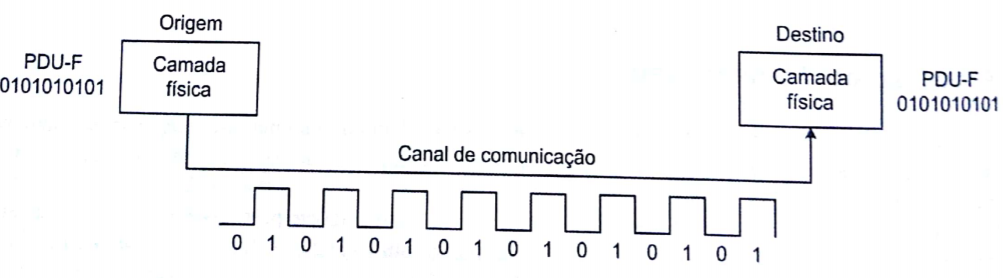 Origem
PDU-F
0101010101
Camada
física
Destino
Camada
física
PDU-F
0101010101
Canal de comunicação
0 1 0 1 0 1 0 1 0 1 0 1 0 1 0 1